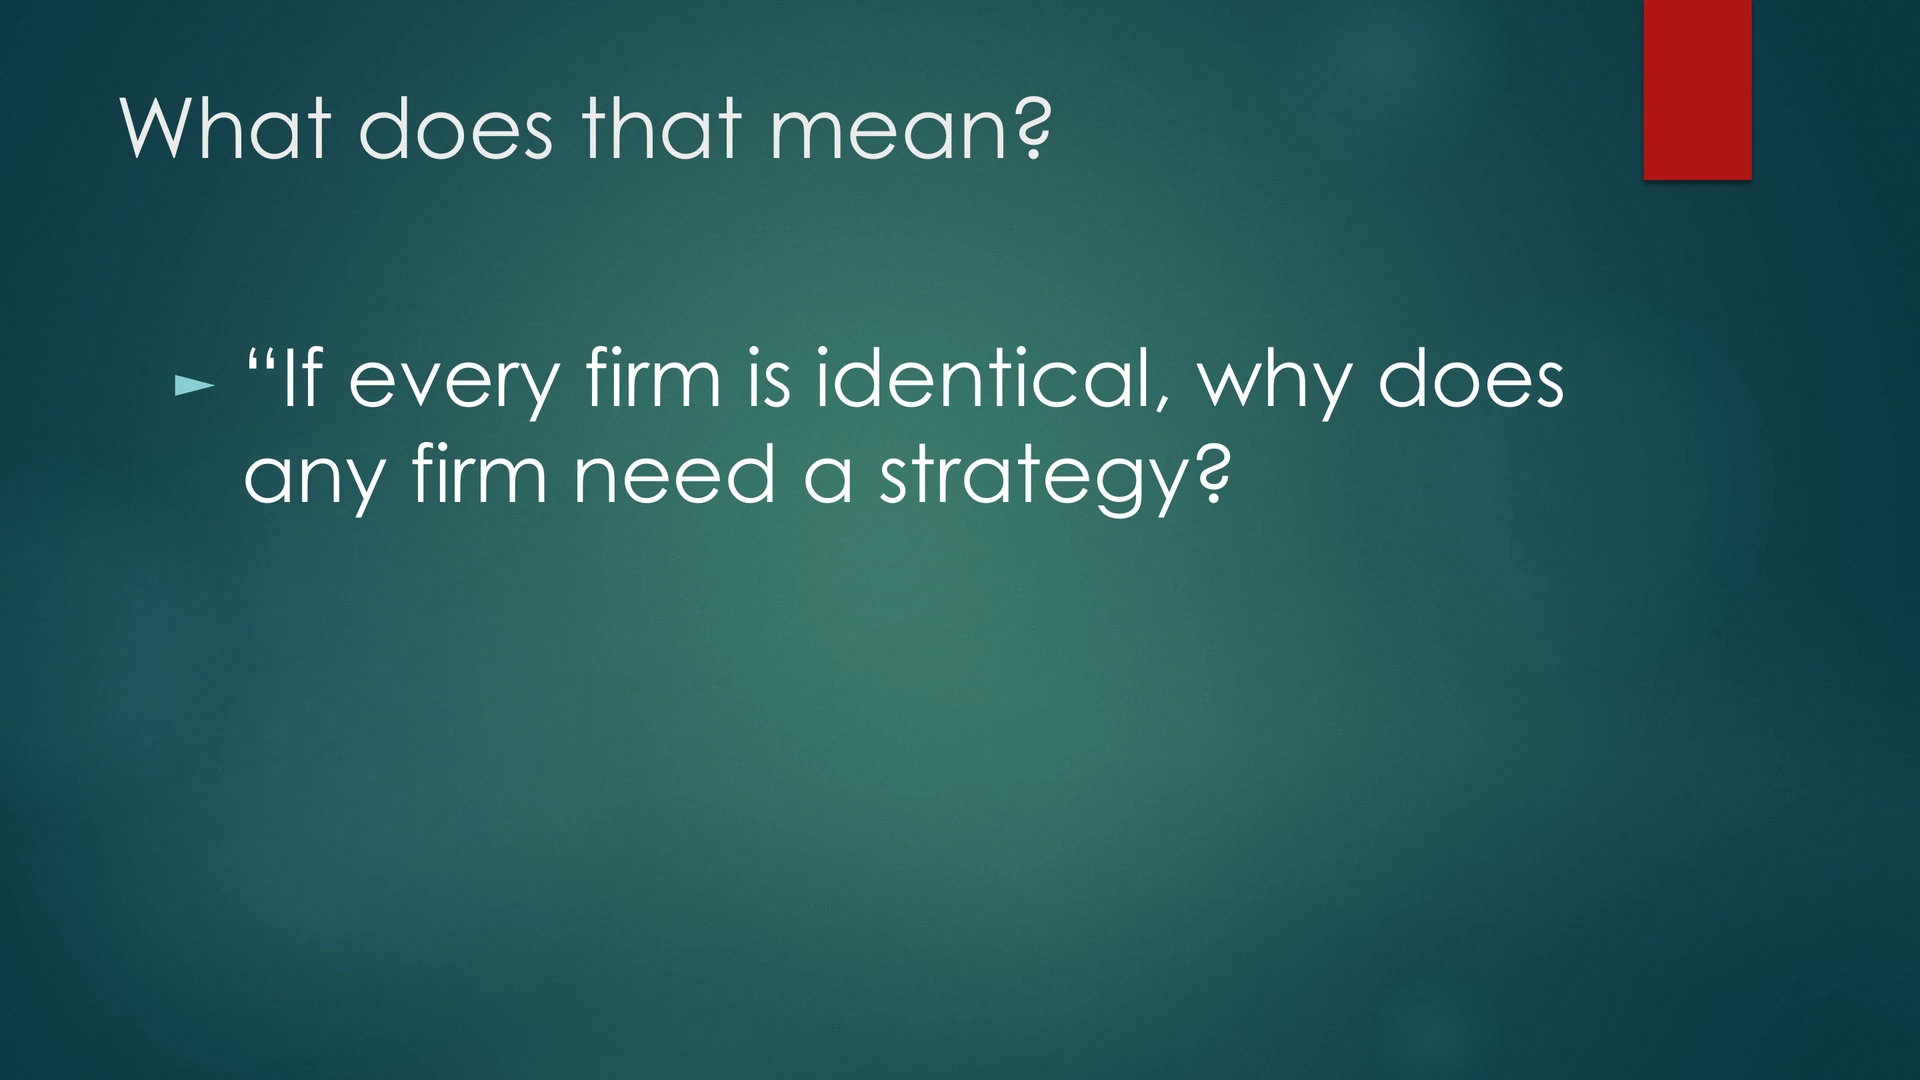 What does that mean?
► “If every firm is identical, why does
any firm need a strategy?